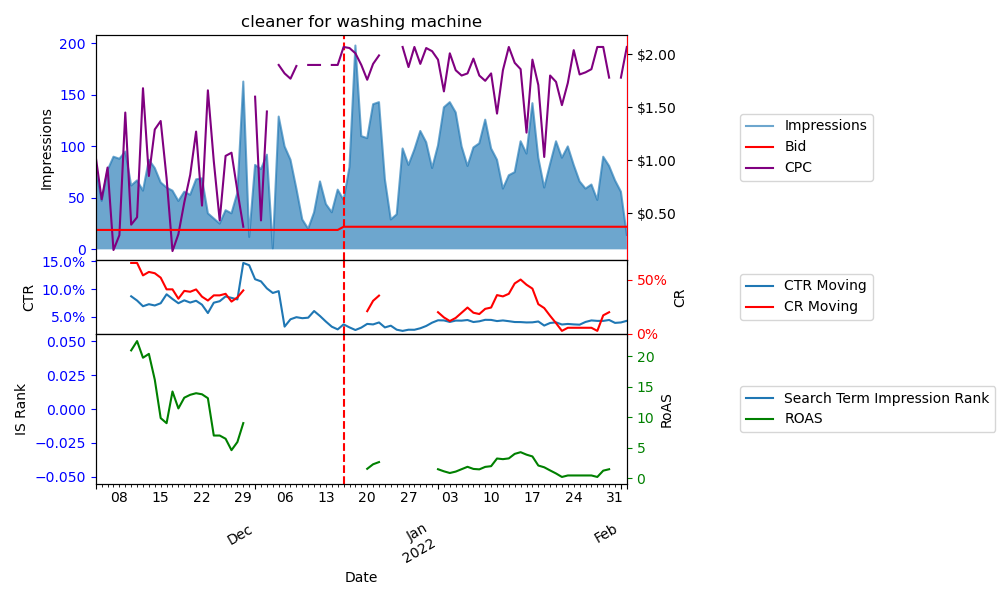 cleaner for washing machine
200
150
100
50
0
Impressions
$2.00
$1.50
$1.00
$0.50
Impressions
Bid
CPC
15.0%
10.0%
5.0%
CTR
50%
0%
CR
CTR Moving
CR Moving
0.050
0.025
0.000
−0.025
−0.050
IS Rank
20
15
10
5
0
RoAS
Search Term Impression Rank
ROAS
08 15 22 29 06 13 20 27 03 10 17 24 31
Dec Jan Feb
2022
Date